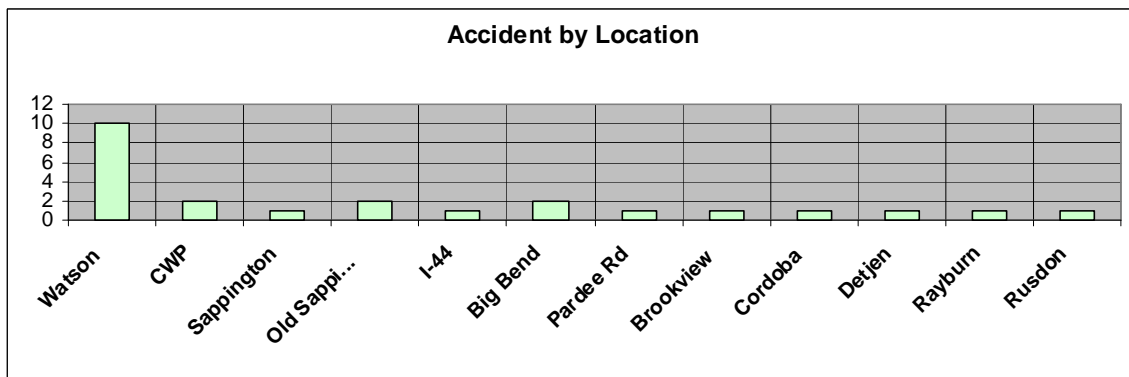 Accident by Location
12
10
8
6
4
2
0
Watson
CWP
Sappington
Old Sappi...
I-44
Big Bend
Pardee Rd
Brookview
Cordoba
Detjen
Rayburn
Rusdon